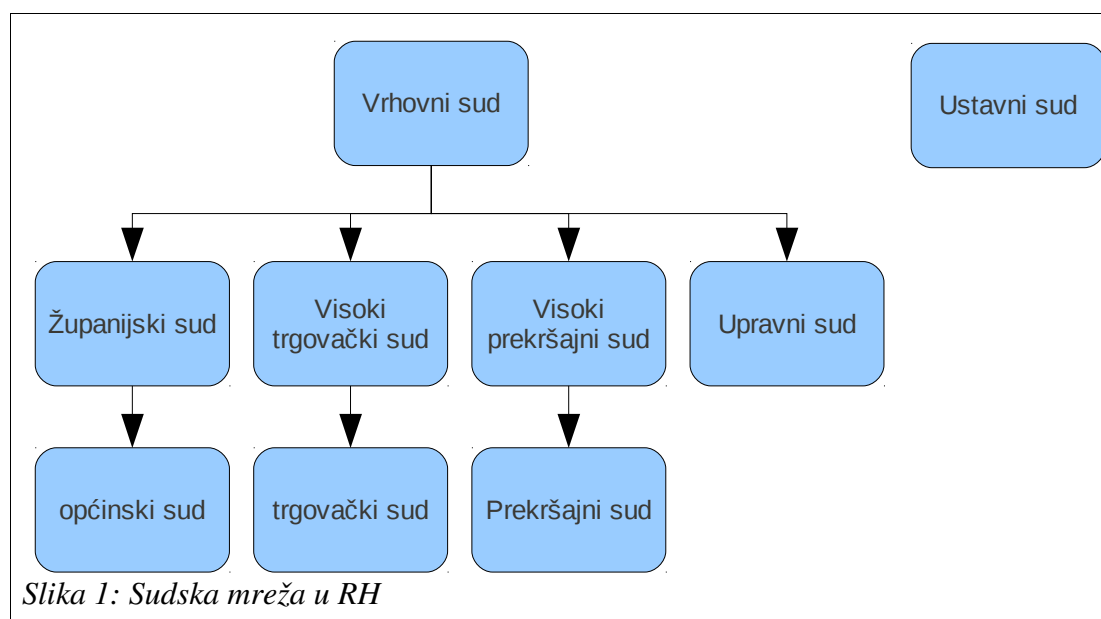 Vrhovni sud
Ustavni sud
Županijski sud
Visoki
trgovački sud
Visoki
prekršajni sud
Upravni sud
općinski sud
trgovački sud
Prekršajni sud
Slika 1: Sudska mreža u RH